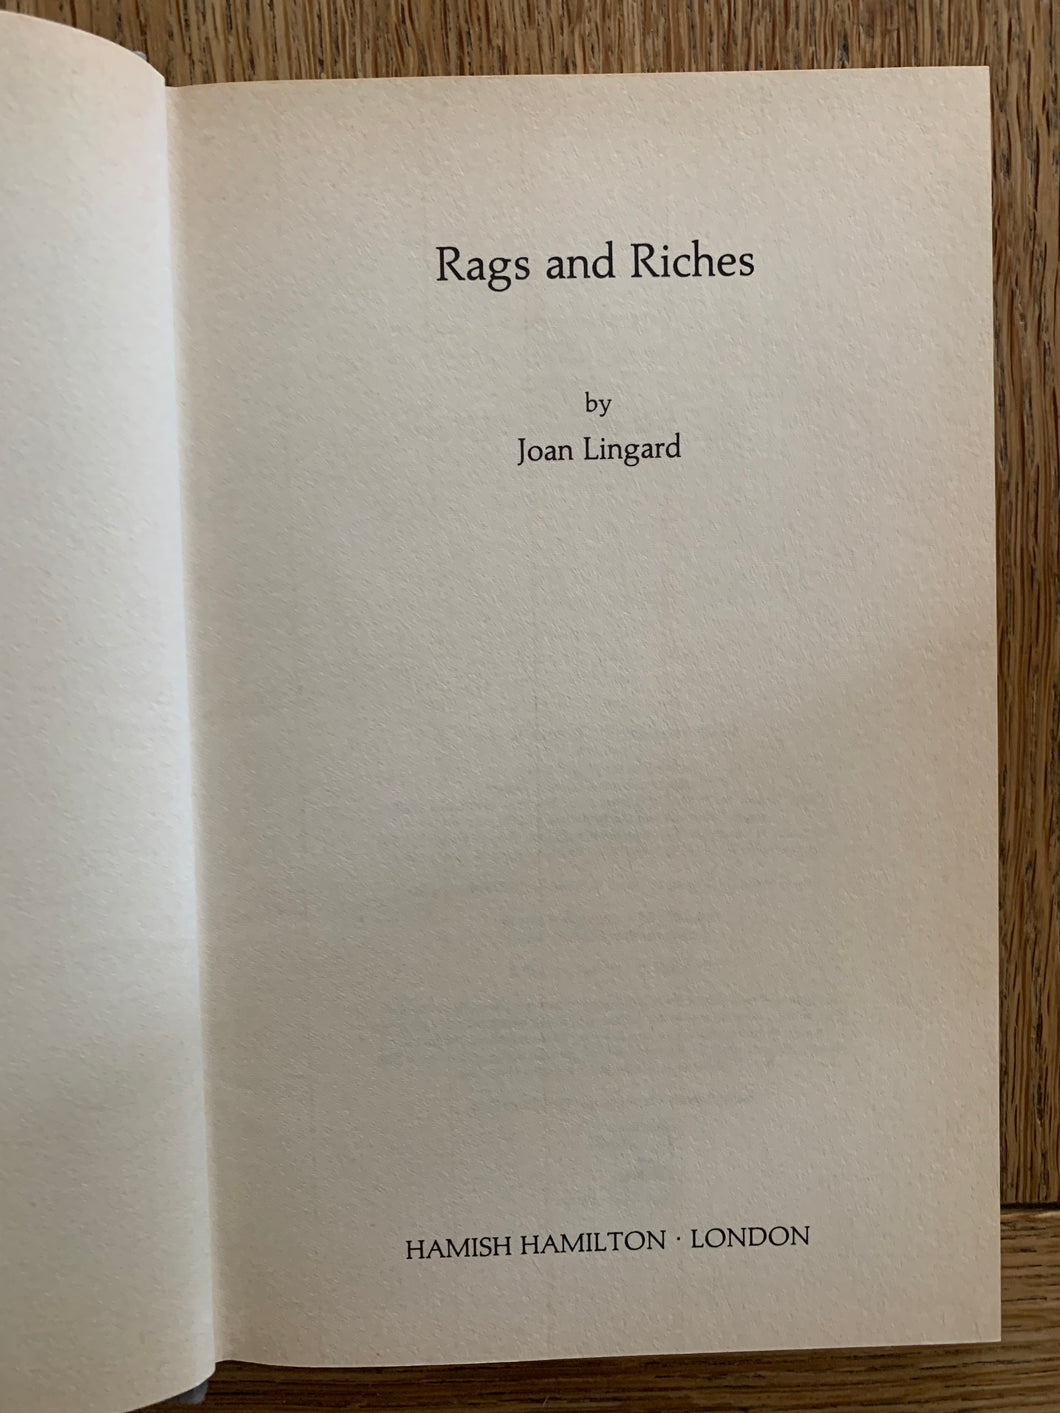 Rags and Riches
by
Joan Lingard
HAMISH HAMILTON · LONDON